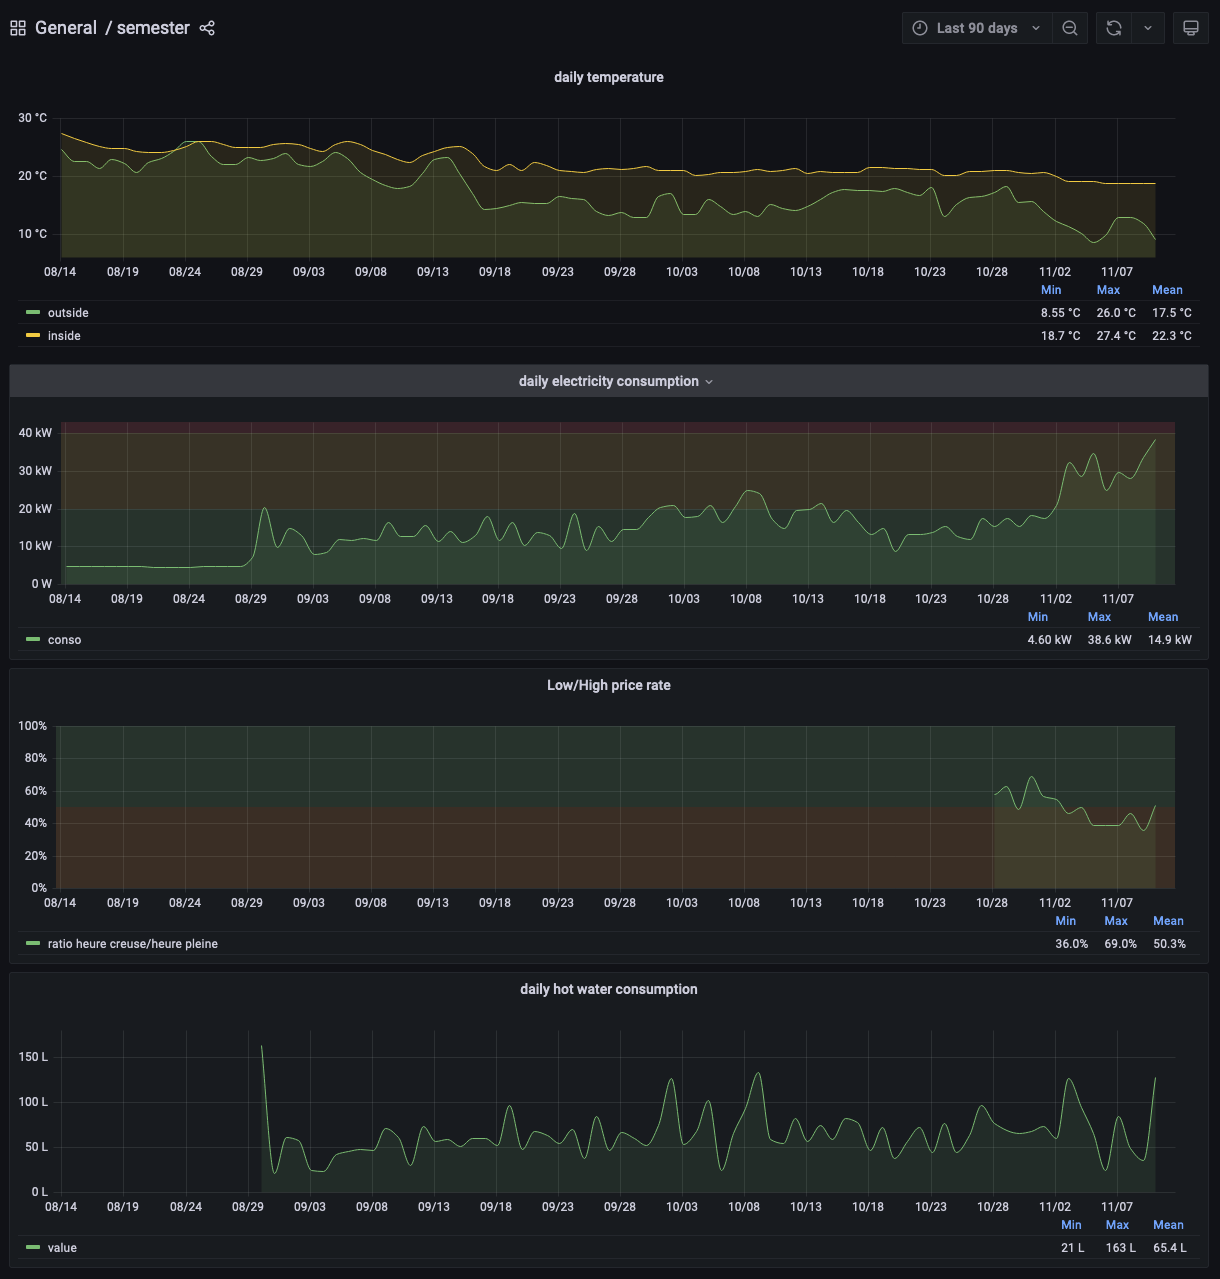 General / semester
Last 90 days
daily temperature
30 °C
20 °C
10 °C
08/14 08/19 08/24 08/29 09/03 09/08 09/13 09/18 09/23 09/28 10/03 10/08 10/13 10/18 10/23 10/28 11/02 11/07
Min Max Mean
outside 8.55 °C 26.0 °C 17.5 °C
inside 18.7 °C 27.4 °C 22.3 °C
daily electricity consumption
40 kW
30 kW
20 kW
10 kW
0 W
08/14 08/19 08/24 08/29 09/03 09/08 09/13 09/18 09/23 09/28 10/03 10/08 10/13 10/18 10/23 10/28 11/02 11/07
Min Max Mean
conso 4.60 kW 38.6 kW 14.9 kW
Low/High price rate
100%
80%
60%
40%
20%
0%
08/14 08/19 08/24 08/29 09/03 09/08 09/13 09/18 09/23 09/28 10/03 10/08 10/13 10/18 10/23 10/28 11/02 11/07
Min Max Mean
ratio heure creuse/heure pleine 36.0% 69.0% 50.3%
daily hot water consumption
150 L
100 L
50 L
0 L
08/14 08/19 08/24 08/29 09/03 09/08 09/13 09/18 09/23 09/28 10/03 10/08 10/13 10/18 10/23 10/28 11/02 11/07
Min Max Mean
value 21 L 163 L 65.4 L